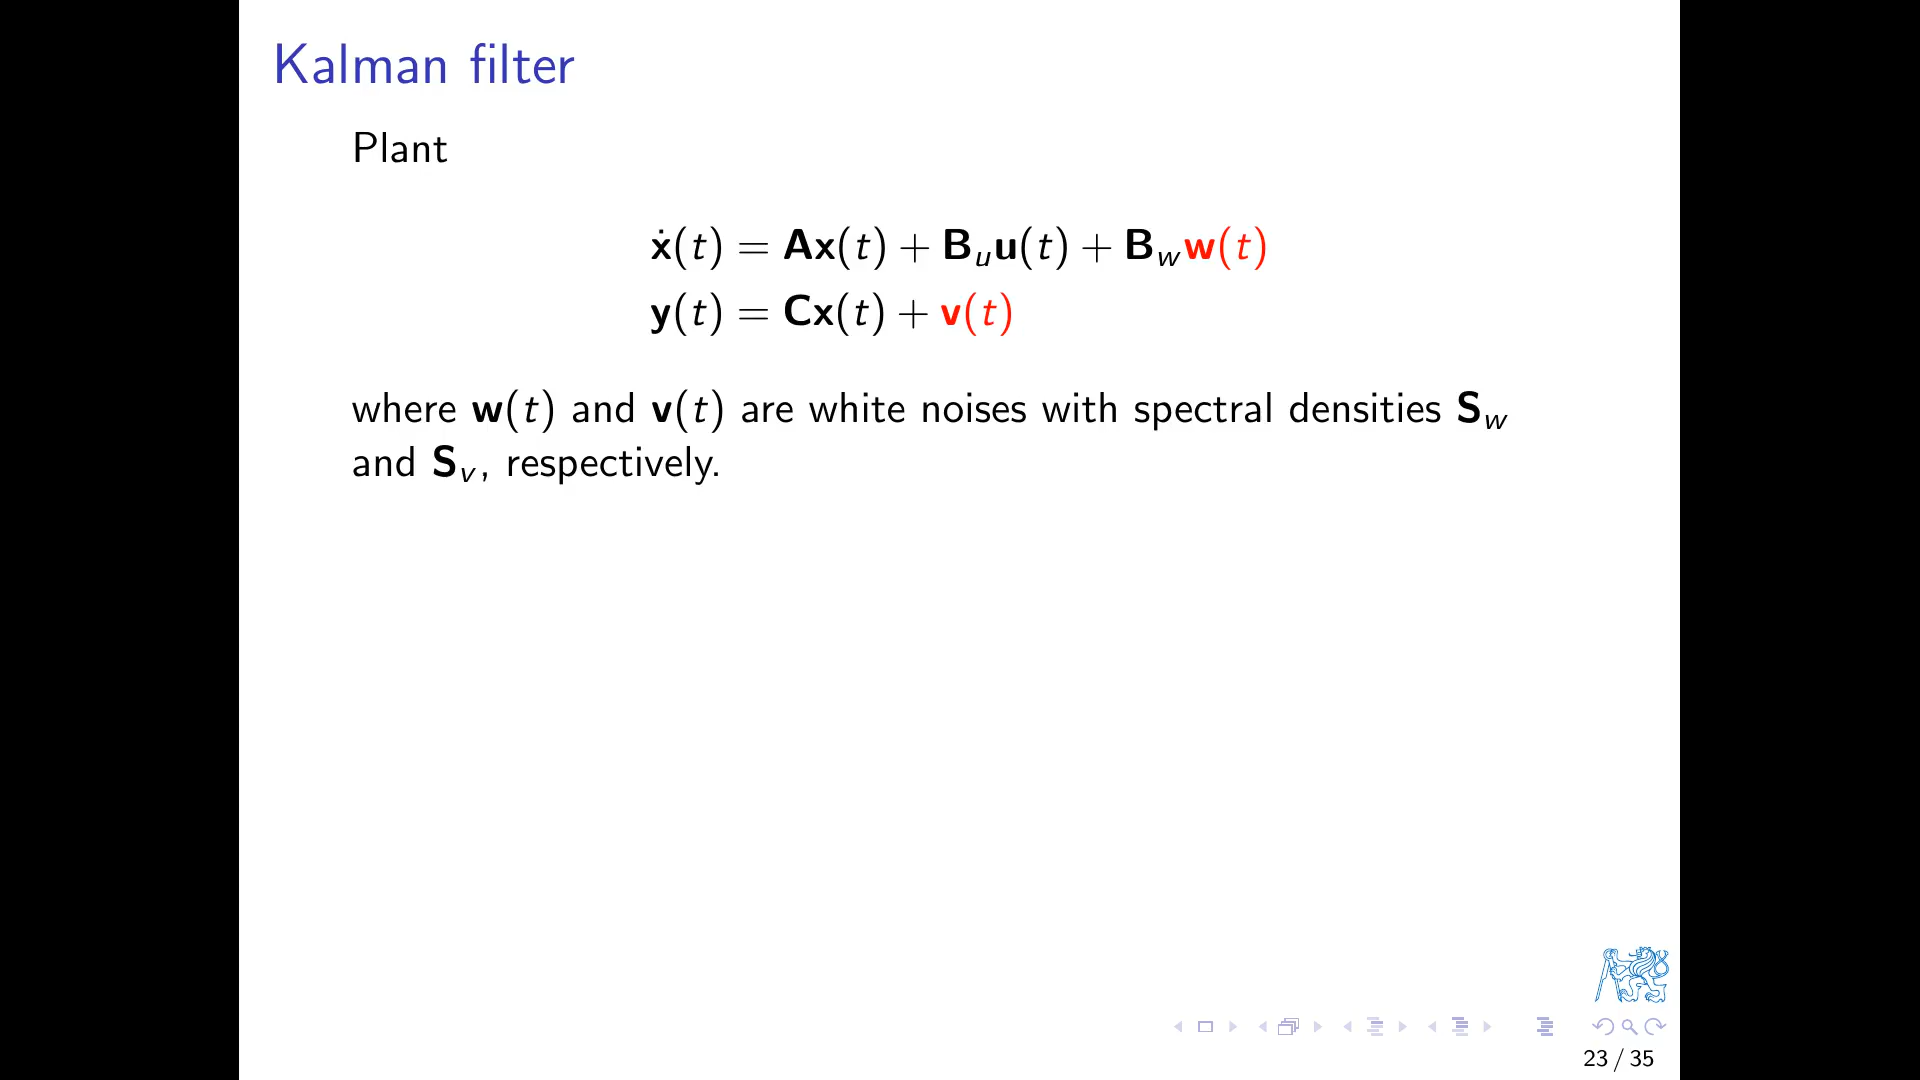 Kalman filter
Plant
ẋ(t) = Ax(t) + B_u u(t) + B_w w(t)
y(t) = Cx(t) + v(t)
where w(t) and v(t) are white noises with spectral densities S_w
and S_v, respectively.
23 / 35